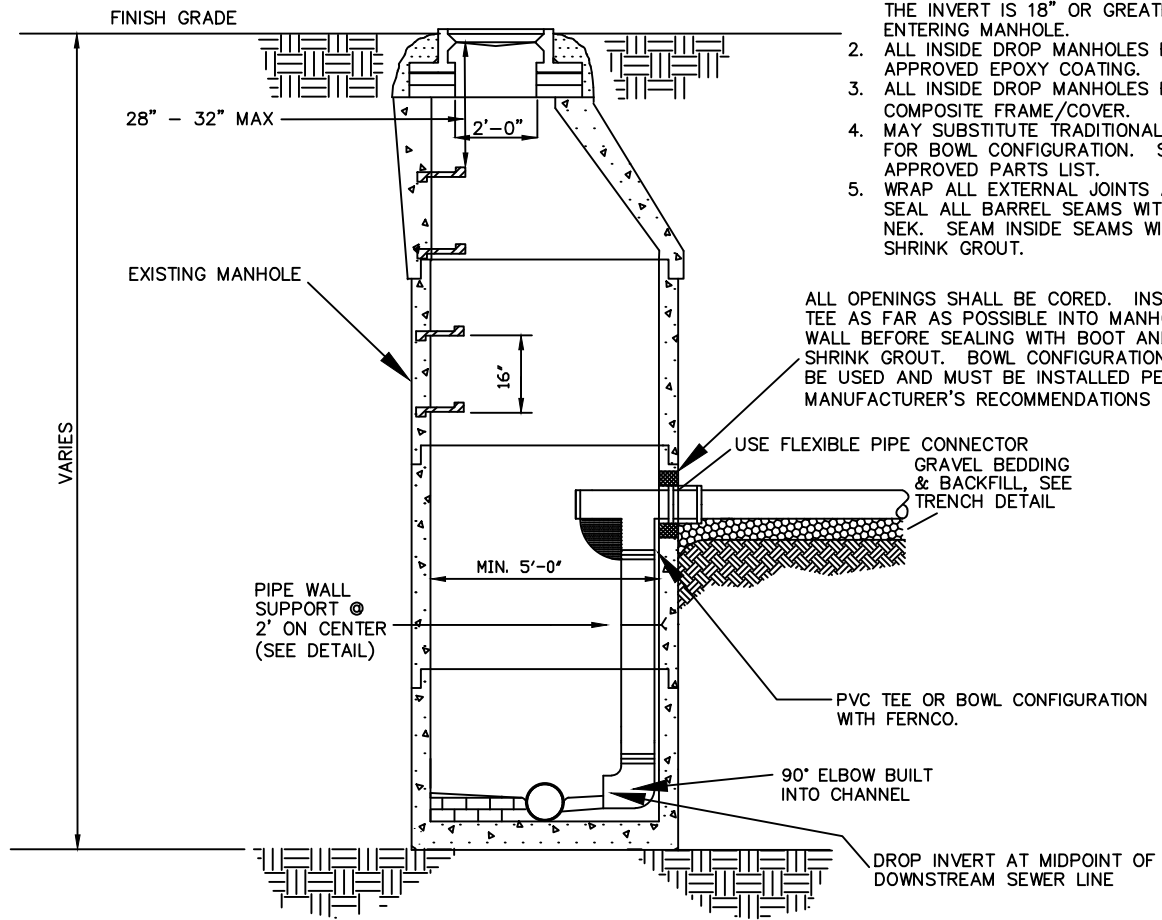 FINISH GRADE
28" - 32" MAX
2'-0"
EXISTING MANHOLE
16"
VARIES
THE INVERT IS 18" OR
ENTERING MANHOLE.
2. ALL INSIDE DROP MANHOLES
APPROVED EPOXY COATING.
3. ALL INSIDE DROP MANHOLES
COMPOSITE FRAME/COVER.
4. MAY SUBSTITUTE TRADITIONAL
FOR BOWL CONFIGURATION.
APPROVED PARTS LIST.
5. WRAP ALL EXTERNAL JOINTS
SEAL ALL BARREL SEAMS
NEK. SEAM INSIDE SEAMS
SHRINK GROUT.
ALL OPENINGS SHALL BE CORED.
TEE AS FAR AS POSSIBLE INTO
WALL BEFORE SEALING WITH BOOT
SHRINK GROUT. BOWL CONFIGURATION
BE USED AND MUST BE INSTALLED
MANUFACTURER'S RECOMMENDATIONS
USE FLEXIBLE PIPE CONNECTOR
GRAVEL BEDDING
& BACKFILL, SEE
TRENCH DETAIL
MIN. 5'-0"
PIPE WALL
SUPPORT @
2' ON CENTER
(SEE DETAIL)
PVC TEE OR BOWL CONFIGURATION
WITH FERNCO.
90° ELBOW BUILT
INTO CHANNEL
DROP INVERT AT MIDPOINT OF
DOWNSTREAM SEWER LINE